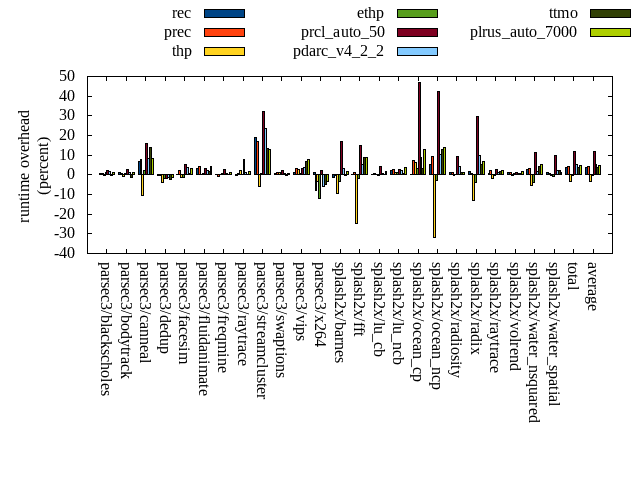 rec ethp ttmo
prec prcl_auto_50 plrus_auto_7000
thp pdarc_v4_2_2
runtime overhead
(percent)
50
40
30
20
10
0
-10
-20
-30
-40
parsec3/blackscholes
parsec3/bodytrack
parsec3/canneal
parsec3/dedup
parsec3/facesim
parsec3/fluidanimate
parsec3/freqmine
parsec3/raytrace
parsec3/streamcluster
parsec3/swaptions
parsec3/vips
parsec3/x264
splash2x/barnes
splash2x/fft
splash2x/lu_cb
splash2x/lu_ncb
splash2x/ocean_cp
splash2x/ocean_ncp
splash2x/radiosity
splash2x/radix
splash2x/raytrace
splash2x/volrend
splash2x/water_nsquared
splash2x/water_spatial
total
average